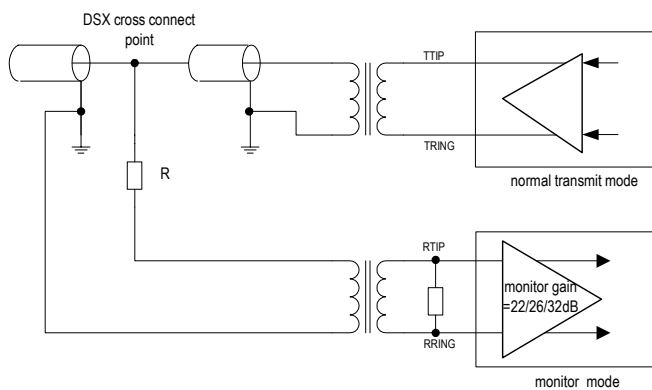 DSX cross connect
point
TTIP
TRING
normal transmit mode
R
RTIP
monitor gain
=22/26/32dB
RRING
monitor mode